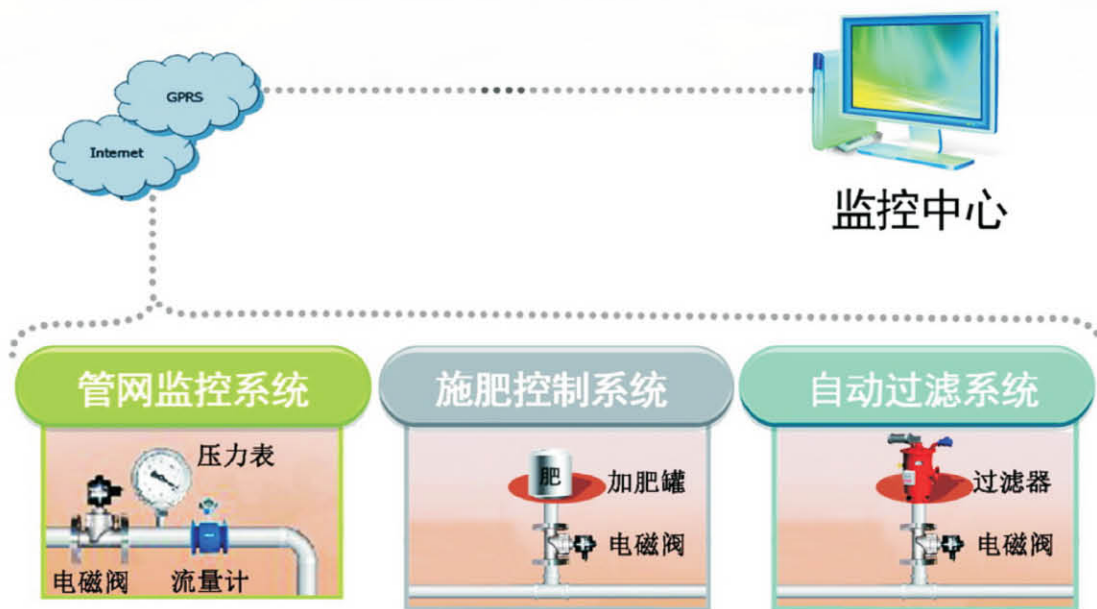 GPRS
Internet
监控中心
管网监控系统
施肥控制系统
自动过滤系统
压力表
电磁阀
流量计
肥
加肥罐
电磁阀
过滤器
电磁阀